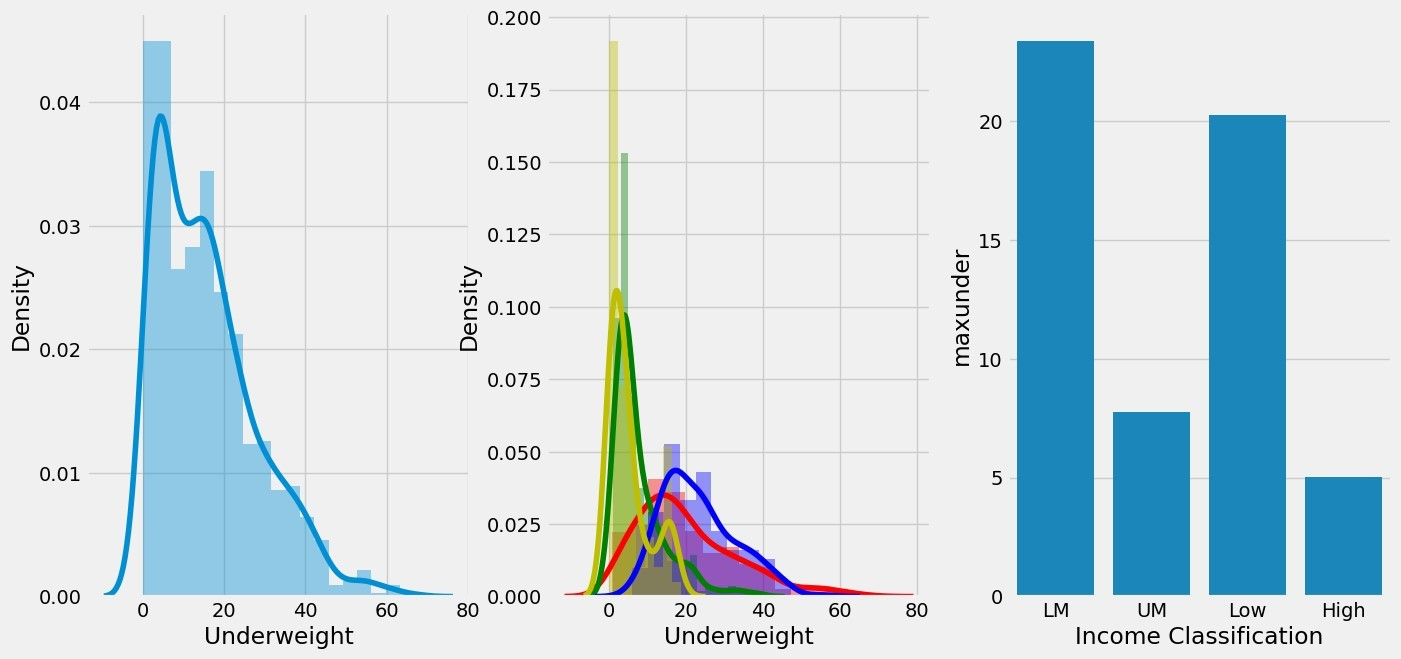 Density
0.04
0.03
0.02
0.01
0.00
0 20 40 60 80
Underweight
Density
0.200
0.175
0.150
0.125
0.100
0.075
0.050
0.025
0.000
0 20 40 60 80
Underweight
maxunder
20
15
10
5
0
LM UM Low High
Income Classification